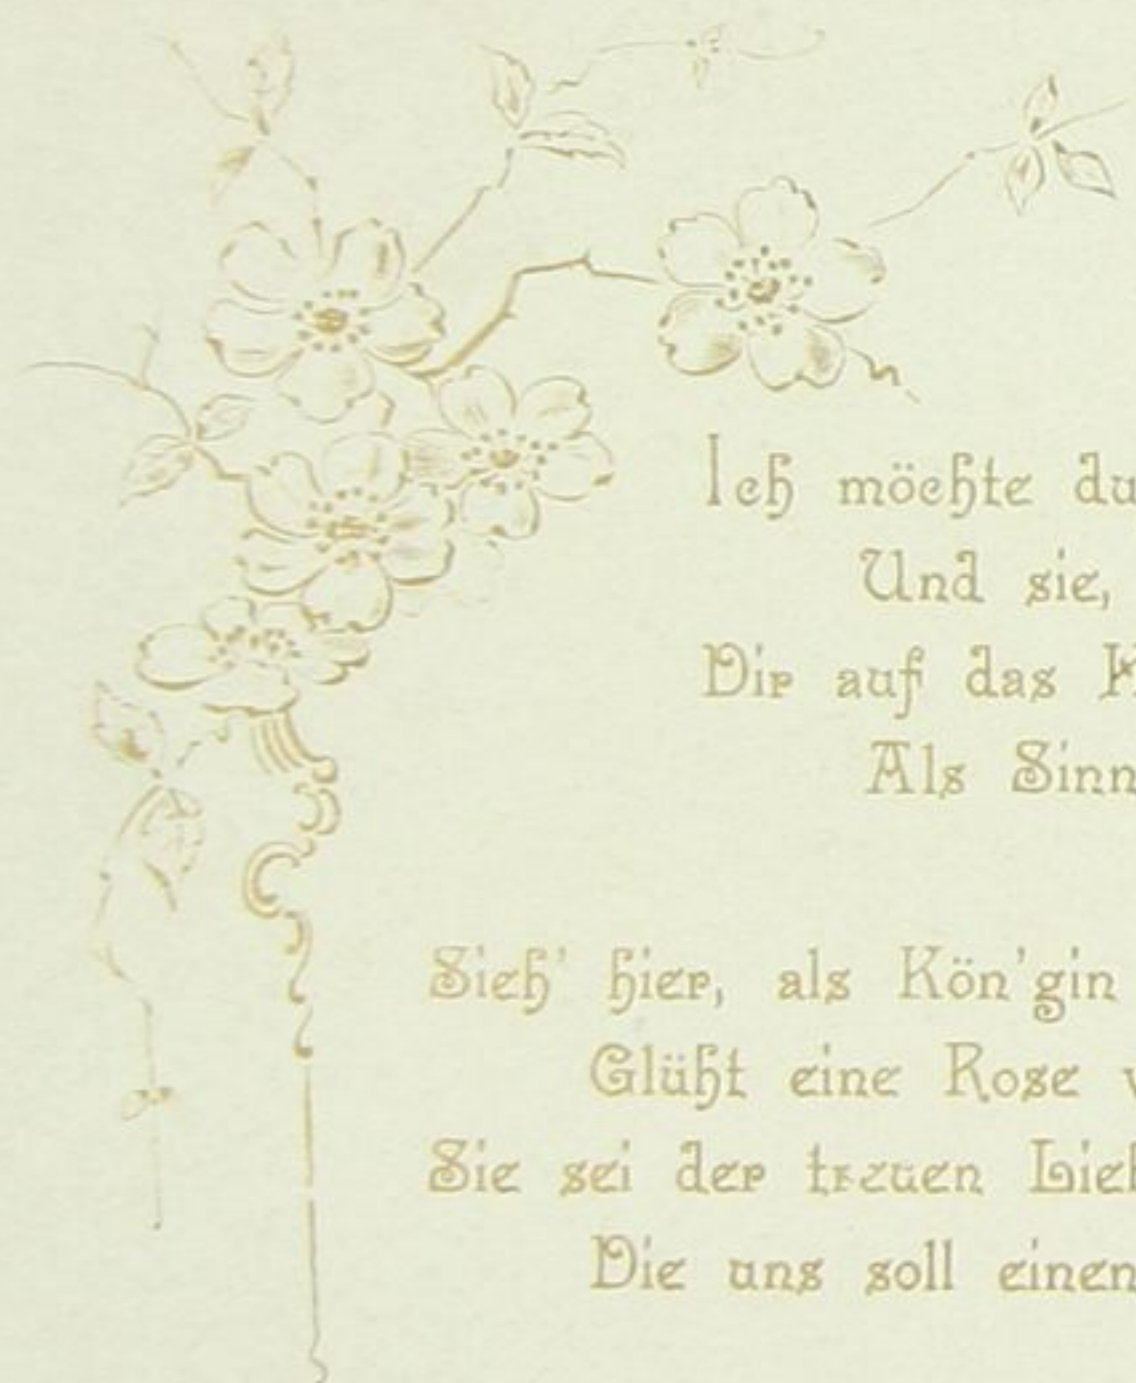 Ich möchte du
Und sie,
Dir auf das K
Als Sinn
Sieh' hier, als Kön'gin
Glüht eine Rose v
Sie sei der treuen Lieb
Die uns soll einen